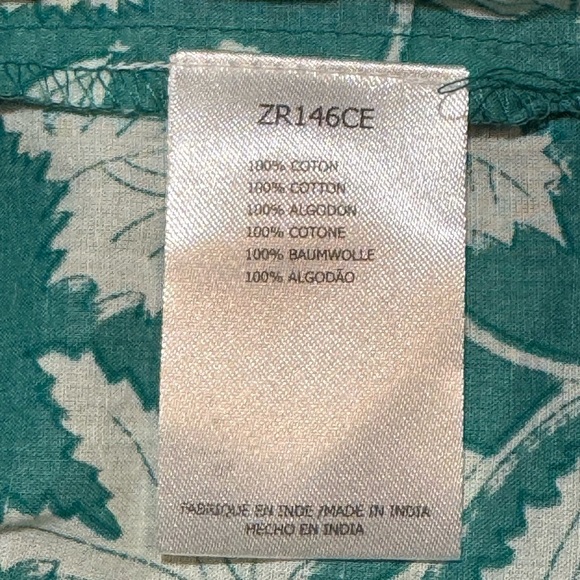 ZR146CE
100% COTON
100% COTTON
100% ALGODON
100% COTONE
100% BAUMWOLLE
100% ALGODÃO
FABRIQUE EN INDE /MADE IN INDIA
HECHO EN INDIA